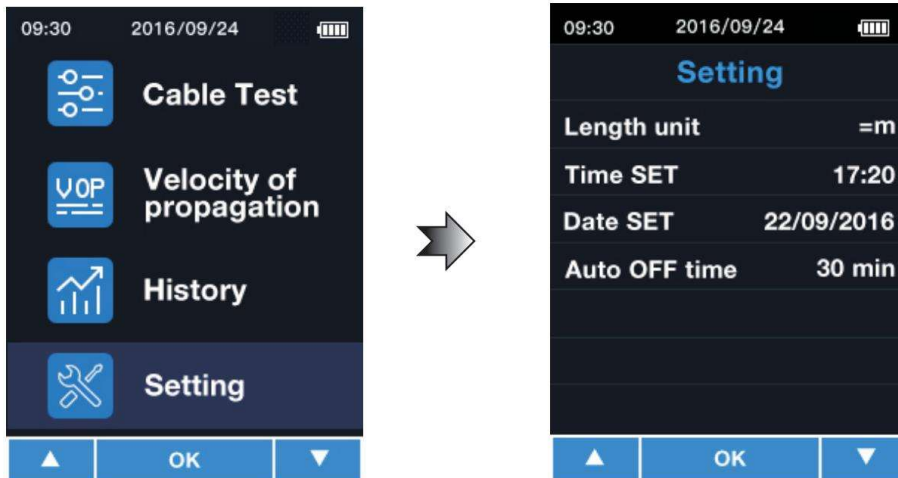 09:30 2016/09/24
Cable Test
VOP
Velocity of
propagation
History
Setting
▲ OK ▼
09:30 2016/09/24
Setting
Length unit =m
Time SET 17:20
Date SET 22/09/2016
Auto OFF time 30 min
▲ OK ▼